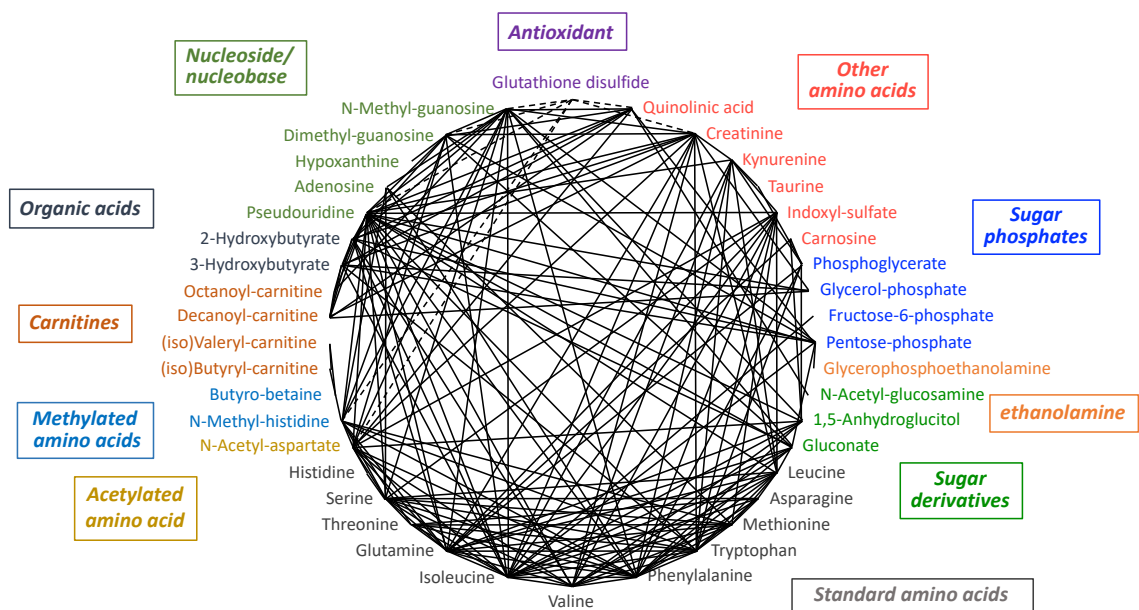 Antioxidant
Nucleoside/
nucleobase
Other
amino acids
Glutathione disulfide
N-Methyl-guanosine
Quinolinic acid
Dimethyl-guanosine
Creatinine
Hypoxanthine
Kynurenine
Adenosine
Taurine
Organic acids
Pseudouridine
Indoxyl-sulfate
Sugar
phosphates
2-Hydroxybutyrate
Carnosine
3-Hydroxybutyrate
Phosphoglycerate
Octanoyl-carnitine
Glycerol-phosphate
Carnitines
Decanoyl-carnitine
Fructose-6-phosphate
(iso)Valeryl-carnitine
Pentose-phosphate
(iso)Butyryl-carnitine
Glycerophosphoethanolamine
Butyro-betaine
N-Acetyl-glucosamine
Methylated
amino acids
N-Methyl-histidine
1,5-Anhydroglucitol
ethanolamine
N-Acetyl-aspartate
Gluconate
Histidine
Leucine
Acetylated
amino acid
Sugar
derivatives
Serine
Asparagine
Threonine
Methionine
Glutamine
Tryptophan
Isoleucine
Phenylalanine
Valine
Standard amino acids